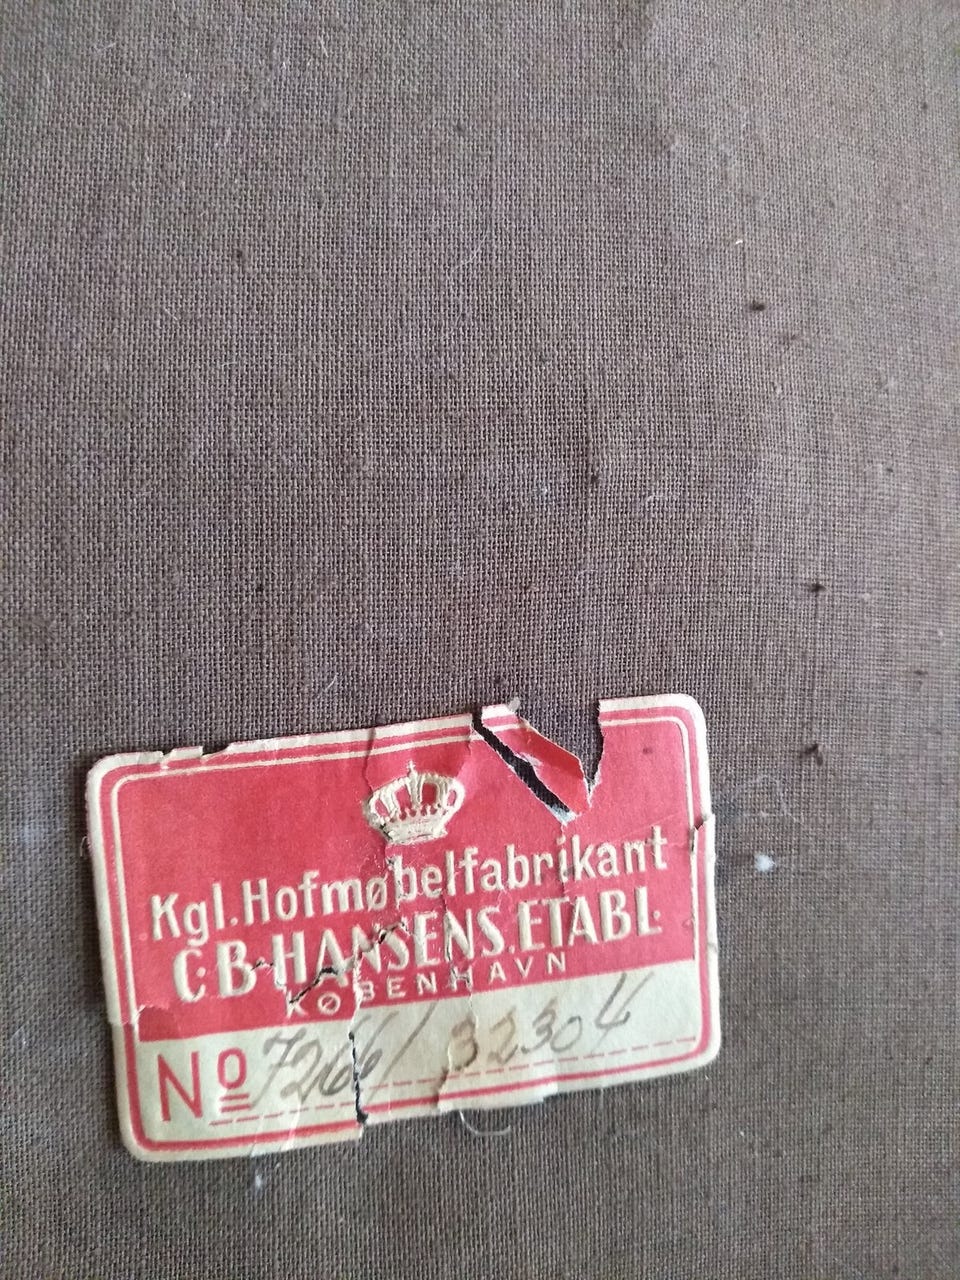 Kgl. Hofmøbelfabrikant
C.B. HANSENS. ETABL.
KØBENHAVN
No 7266/ 32304